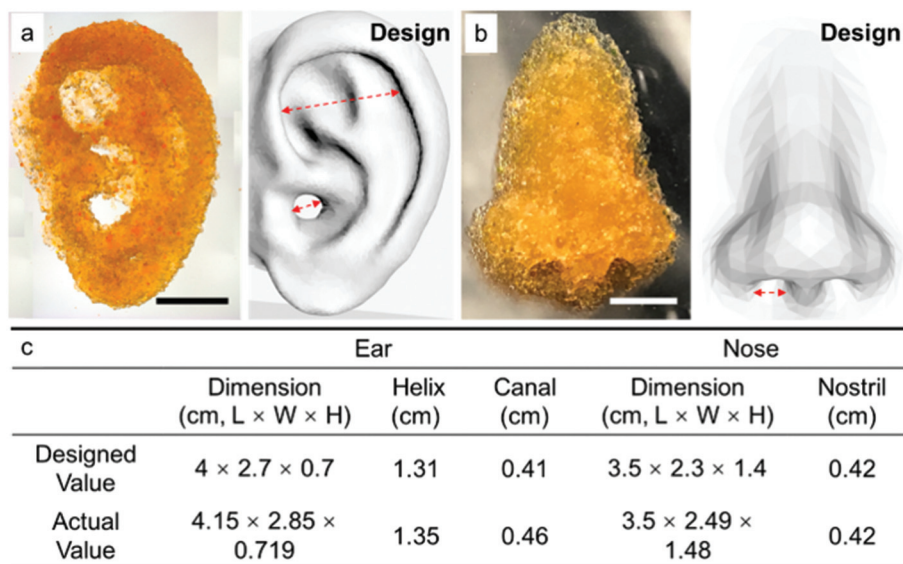 a
Design
b
Design
c
Ear
Nose
Dimension
(cm, L × W × H)
Helix
(cm)
Canal
(cm)
Dimension
(cm, L × W × H)
Nostril
(cm)
Designed
Value
4 × 2.7 × 0.7
1.31
0.41
3.5 × 2.3 × 1.4
0.42
Actual
Value
4.15 × 2.85 ×
0.719
1.35
0.46
3.5 × 2.49 ×
1.48
0.42